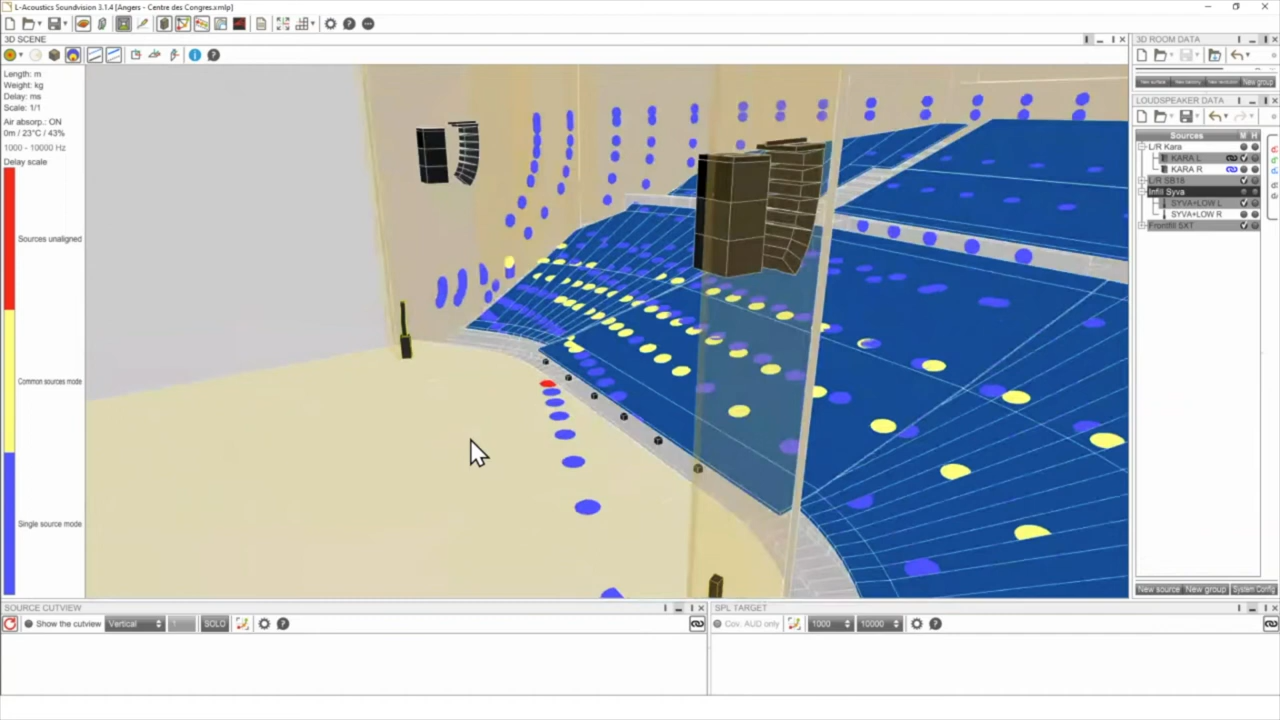 L-Acoustics Soundvision 3.1.4 [Angers - Centre des Congres.xmlp]
3D SCENE
3D ROOM DATA
Length: m
Weight: kg
Delay: ms
Scale: 1/1
Air absorp.: ON
0m / 23°C / 43%
1000 - 10000 Hz
Delay scale
Sources unaligned
Common sources mode
Single source mode
New group
LOUDSPEAKER DATA
Sources M H
L/R Kara
KARA L
KARA R
L/R SB18
Infill Syva
SYVA+LOW L
SYVA+LOW R
New source New group System Config
SOURCE CUTVIEW
Show the cutview Vertical 1 SOLO
SPL TARGET
Cov. AUD only 1000 10000